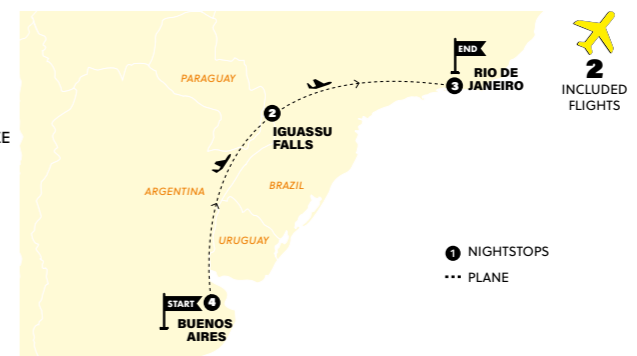 END
RIO DE
JANEIRO
3
2
INCLUDED
FLIGHTS
PARAGUAY
2
IGUASSU
FALLS
E
ARGENTINA
BRAZIL
URUGUAY
1 NIGHTSTOPS
PLANE
START
4
BUENOS
AIRES